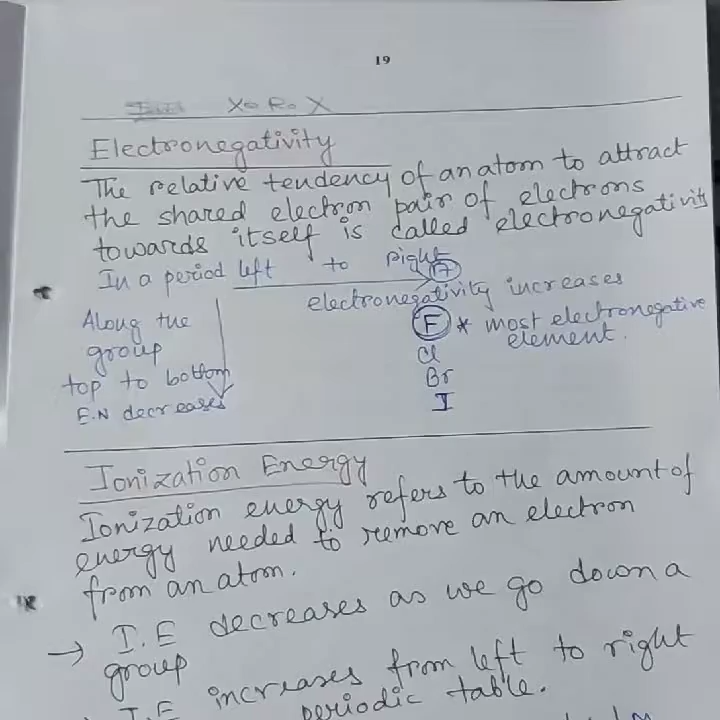 19
X o R o X
Electronegativity
The relative tendency of an atom to attract
the shared electron pair of electrons
towards itself is called electronegativity
In a period left to right
17
electronegativity increases
Along the
group
top to bottom
E.N decreases
F * most electronegative
element.
Cl
Br
I
Ionization Energy
Ionization energy refers to the amount of
energy needed to remove an electron
from an atom.
→ I.E decreases as we go down a
group
I.E increases from left to right
periodic table.